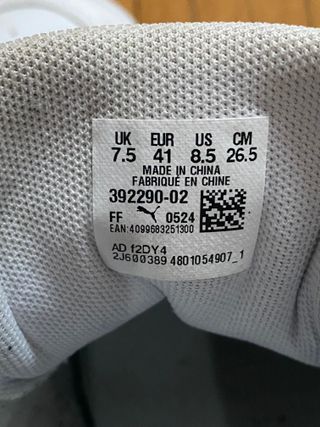 UK EUR US CM
7.5 41 8.5 26.5
MADE IN CHINA
FABRIQUÉ EN CHINE
392290-02
FF 0524
EAN:4099683251300
AD f2DY4
2J600389 4801054907_1